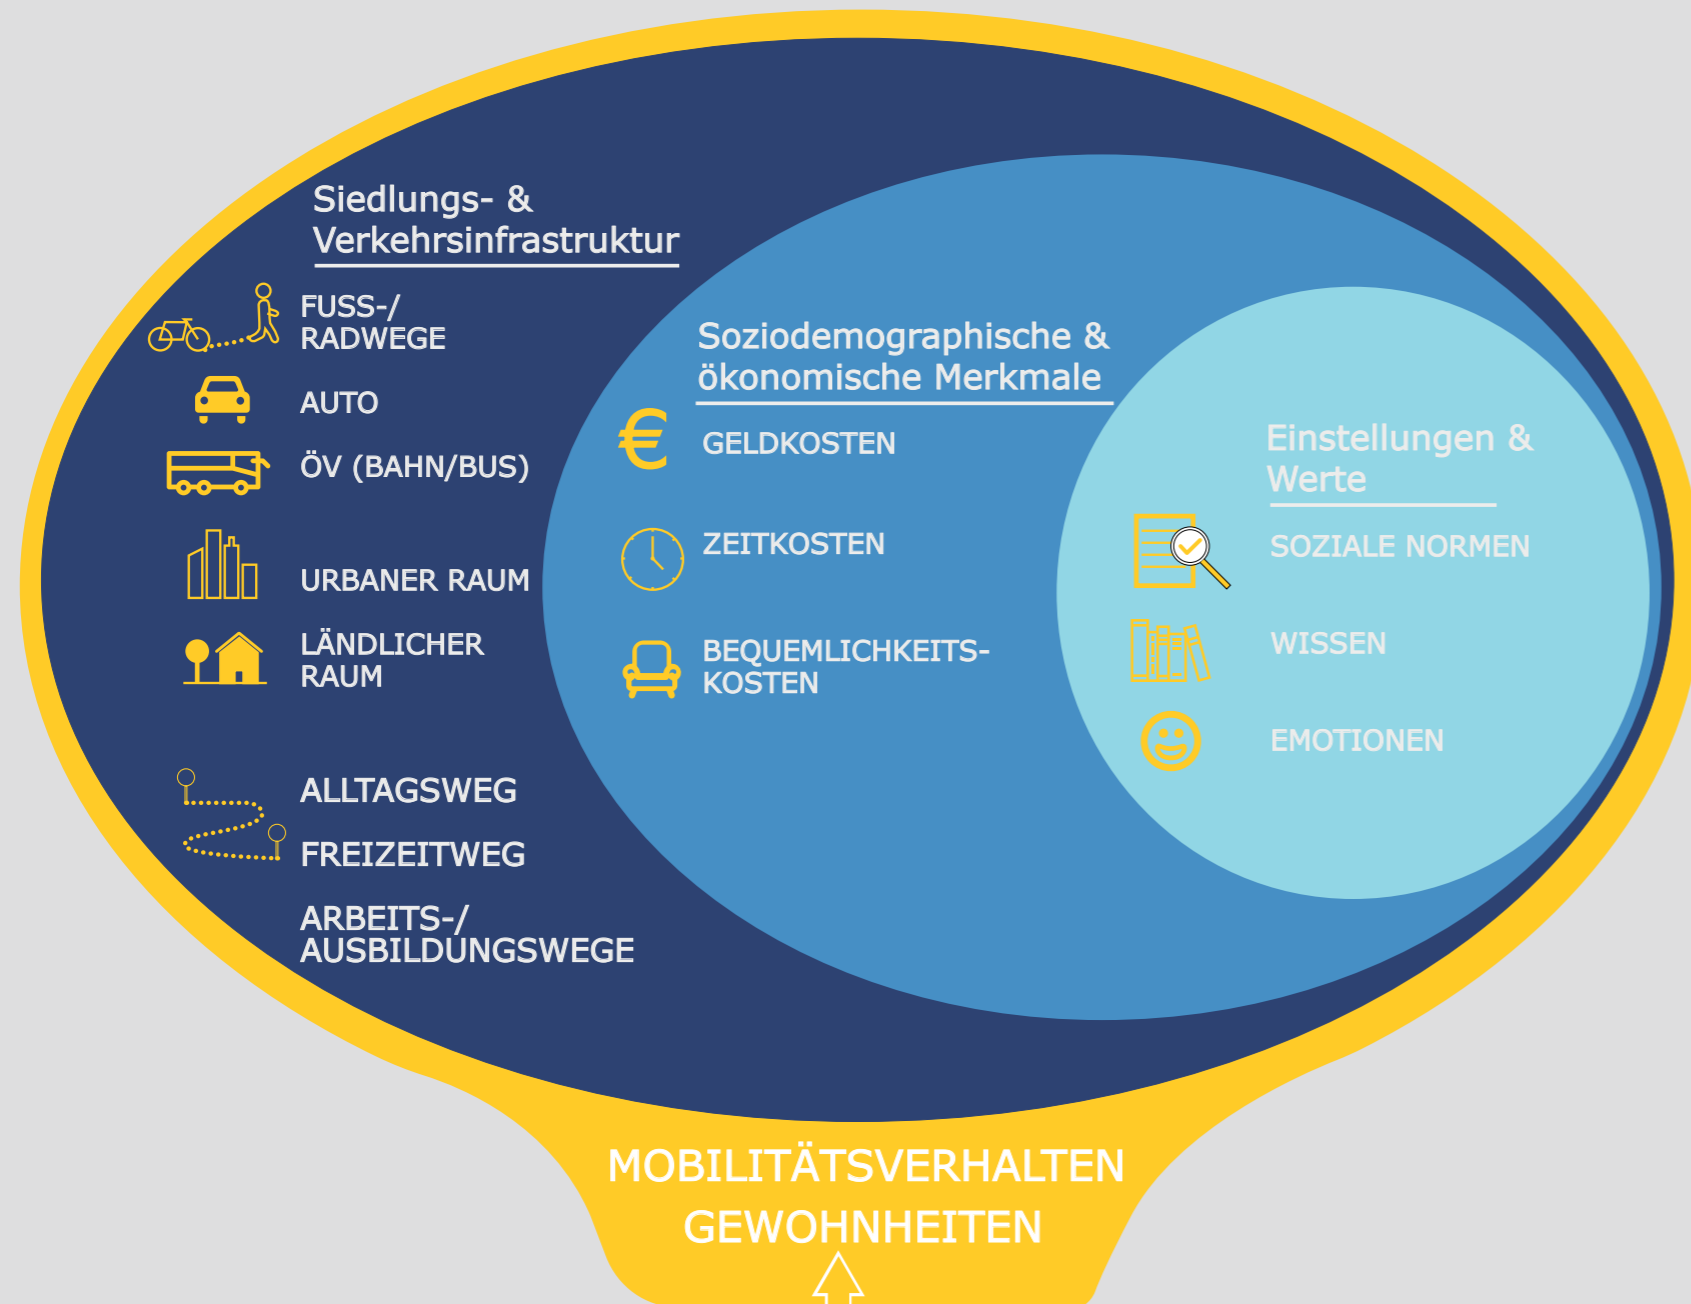 Siedlungs- &
Verkehrsinfrastruktur
FUSS-/
RADWEGE
AUTO
ÖV (BAHN/BUS)
URBANER RAUM
LÄNDLICHER
RAUM
ALLTAGSWEG
FREIZEITWEG
ARBEITS-/
AUSBILDUNGSWEGE
Soziodemographische &
ökonomische Merkmale
€
GELDKOSTEN
ZEITKOSTEN
BEQUEMLICHKEITS-
KOSTEN
Einstellungen &
Werte
SOZIALE NORMEN
WISSEN
EMOTIONEN
MOBILITÄTSVERHALTEN
GEWOHNHEITEN